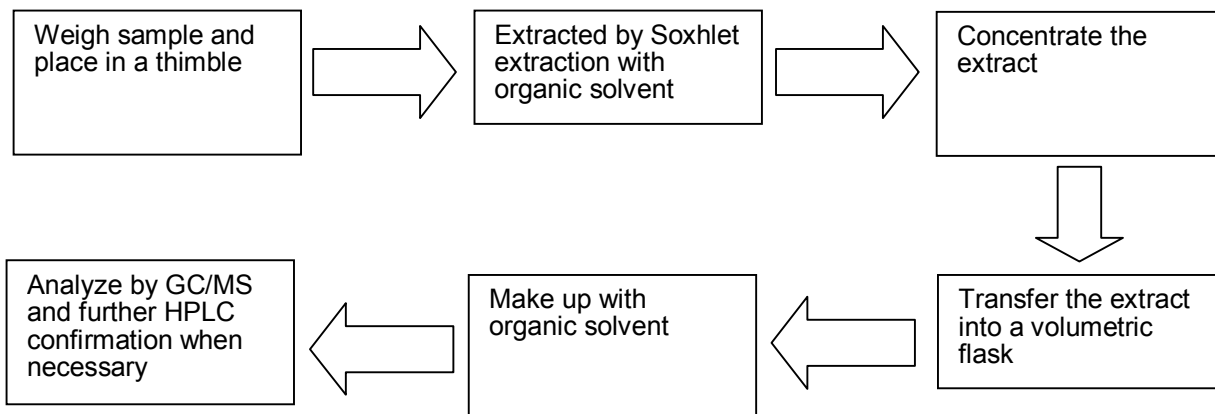 Weigh sample and
place in a thimble
Extracted by Soxhlet
extraction with
organic solvent
Concentrate the
extract
Transfer the extract
into a volumetric
flask
Make up with
organic solvent
Analyze by GC/MS
and further HPLC
confirmation when
necessary